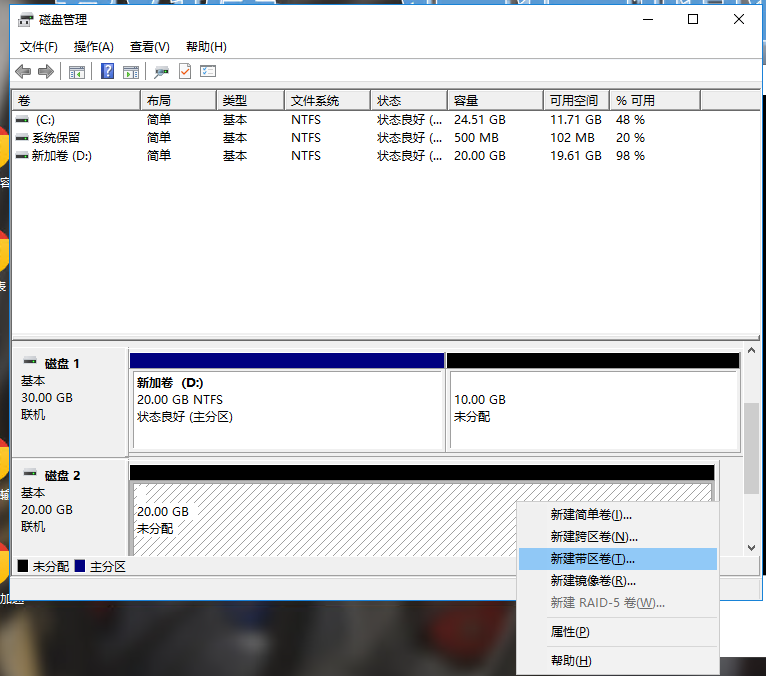 磁盘管理
文件(F) 操作(A) 查看(V) 帮助(H)
卷 布局 类型 文件系统 状态 容量 可用空间 % 可用
(C:) 简单 基本 NTFS 状态良好 (... 24.51 GB 11.71 GB 48 %
系统保留 简单 基本 NTFS 状态良好 (... 500 MB 102 MB 20 %
新加卷 (D:) 简单 基本 NTFS 状态良好 (... 20.00 GB 19.61 GB 98 %
磁盘 1
基本
30.00 GB
联机
新加卷 (D:)
20.00 GB NTFS
状态良好 (主分区)
10.00 GB
未分配
磁盘 2
基本
20.00 GB
联机
20.00 GB
未分配
新建简单卷(I)...
新建跨区卷(N)...
新建带区卷(T)...
新建镜像卷(R)...
新建 RAID-5 卷(W)...
属性(P)
帮助(H)
未分配 主分区